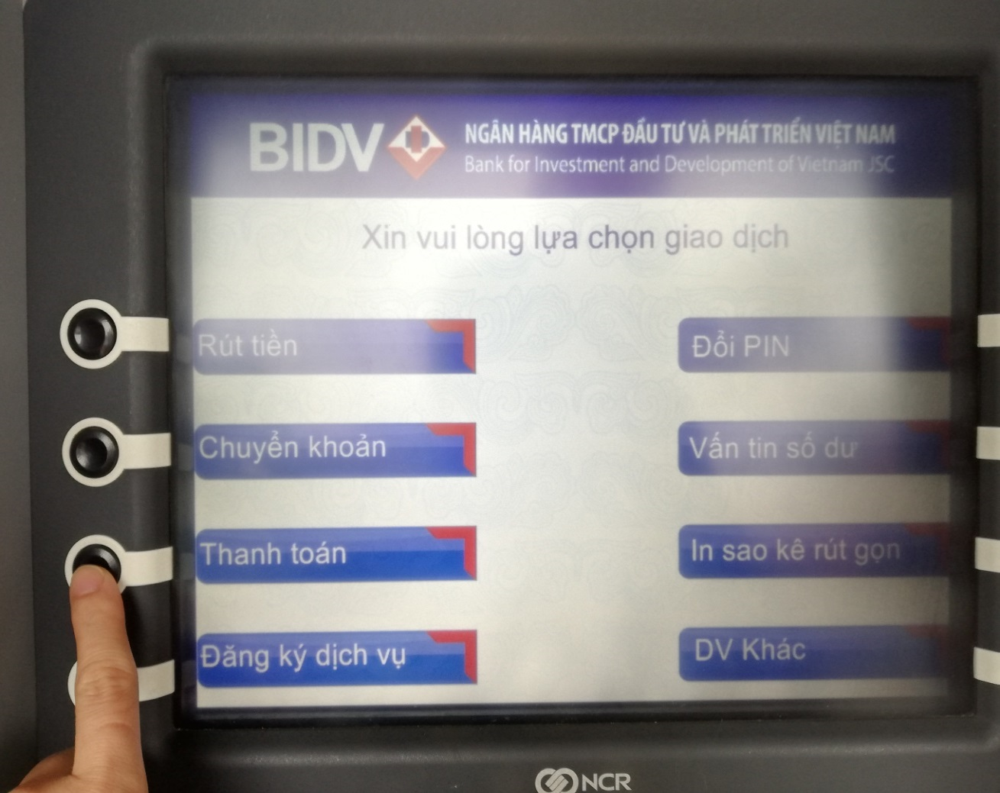 BIDV
NGÂN HÀNG TMCP ĐẦU TƯ VÀ PHÁT TRIỂN VIỆT NAM
Bank for Investment and Development of Vietnam JSC
Xin vui lòng lựa chọn giao dịch
Rút tiền
Đổi PIN
Chuyển khoản
Vấn tin số dư
Thanh toán
In sao kê rút gọn
Đăng ký dịch vụ
DV Khác
NCR